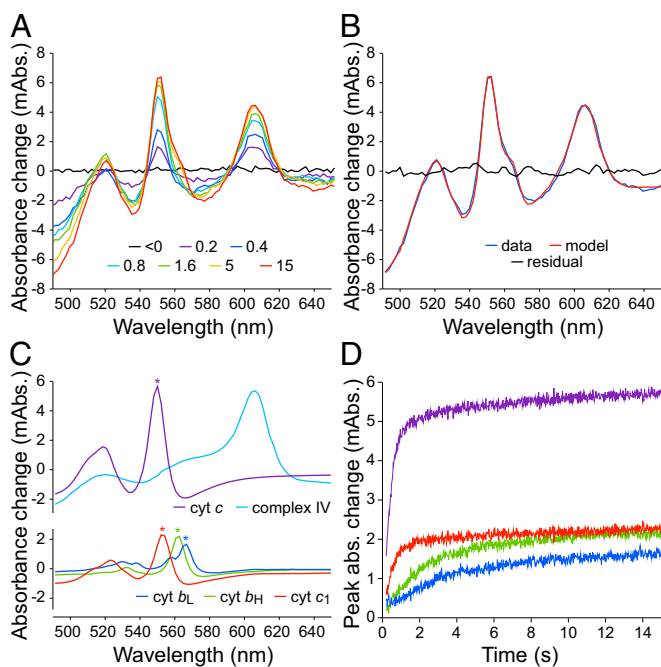 A
B
Absorbance change (mAbs.)
8
6
4
2
0
-2
-4
-6
-8
<0 0.2 0.4
0.8 1.6 5 15
500 520 540 560 580 600 620 640
Wavelength (nm)
Absorbance change (mAbs.)
8
6
4
2
0
-2
-4
-6
-8
data model
residual
500 520 540 560 580 600 620 640
Wavelength (nm)
C
D
Absorbance change (mAbs.)
6
4
2
0
-2
*
cyt c complex IV
2
0
-2
* * *
cyt bL cyt bH cyt c1
500 520 540 560 580 600 620 640
Wavelength (nm)
Peak abs. change (mAbs.)
6
5
4
3
2
1
0
0 2 4 6 8 10 12 14
Time (s)